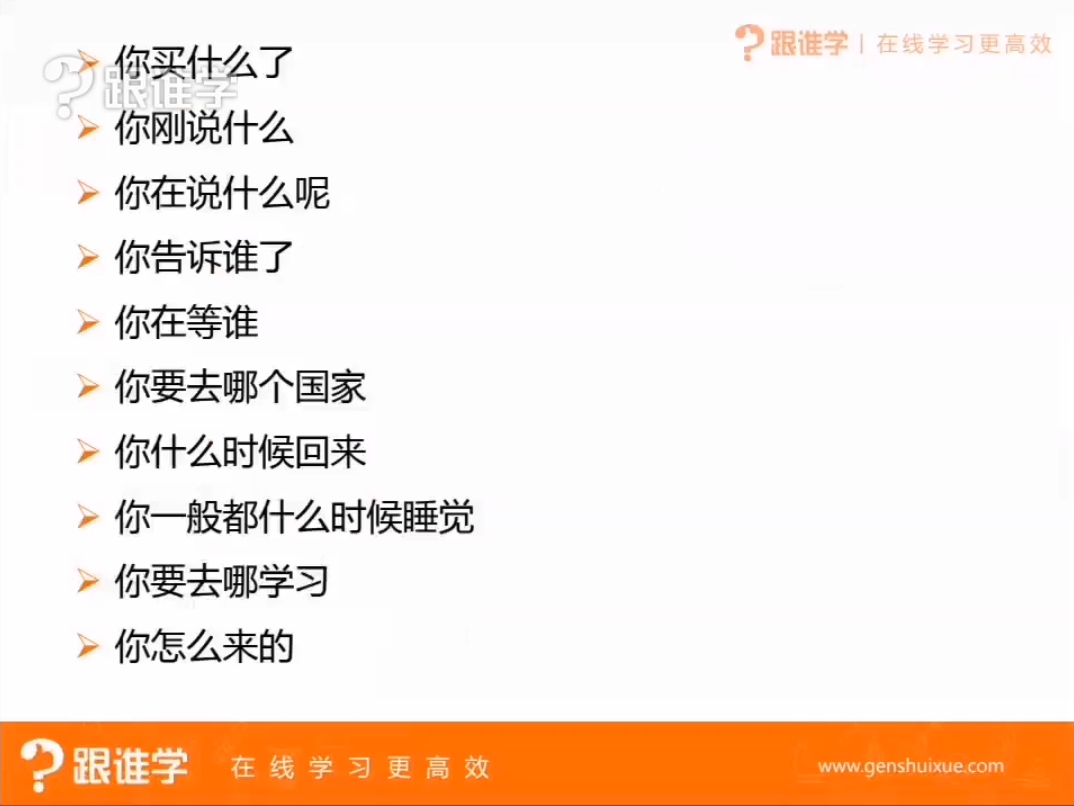 跟谁学 | 在线学习更高效
你买什么了
跟谁学
你刚说什么
你在说什么呢
你告诉谁了
你在等谁
你要去哪个国家
你什么时候回来
你一般都什么时候睡觉
你要去哪学习
你怎么来的
跟谁学 在线学习更高效 www.genshuixue.com